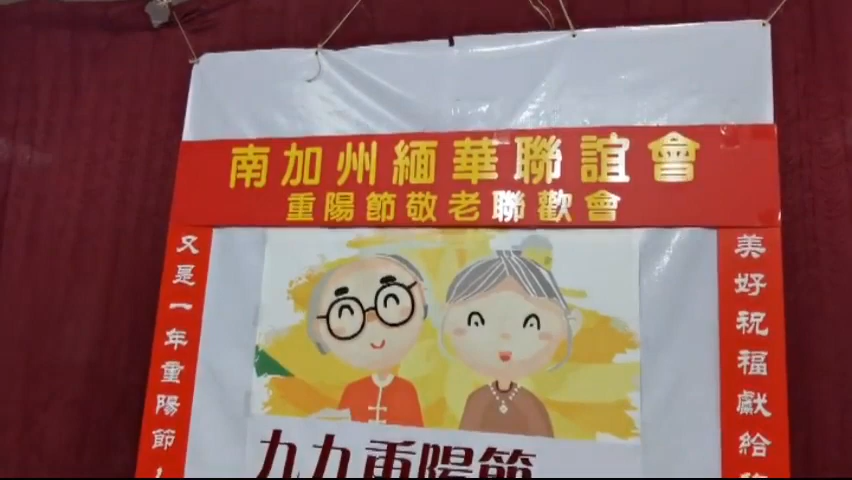 南加州緬華聯誼會
重陽節敬老聯歡會
又是一年重陽節
美好祝福獻給
九九重陽節